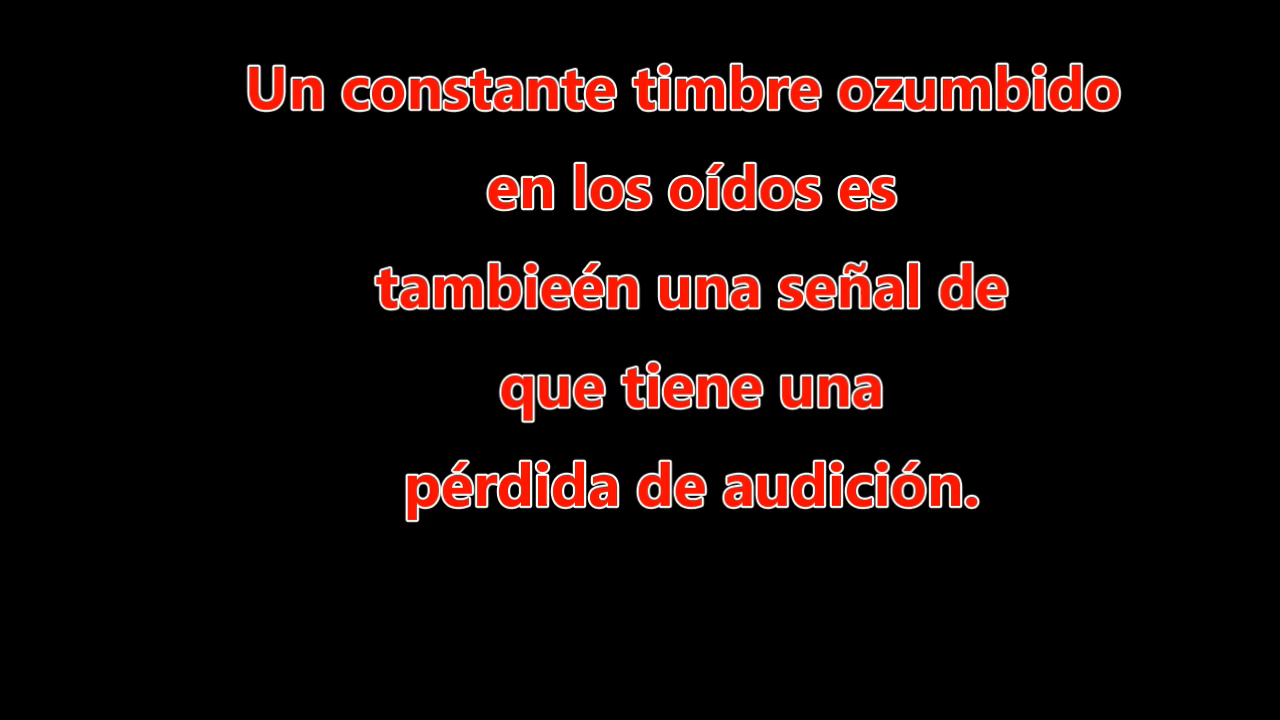 Un constante timbre ozumbido
en los oídos es
tambieén una señal de
que tiene una
pérdida de audición.